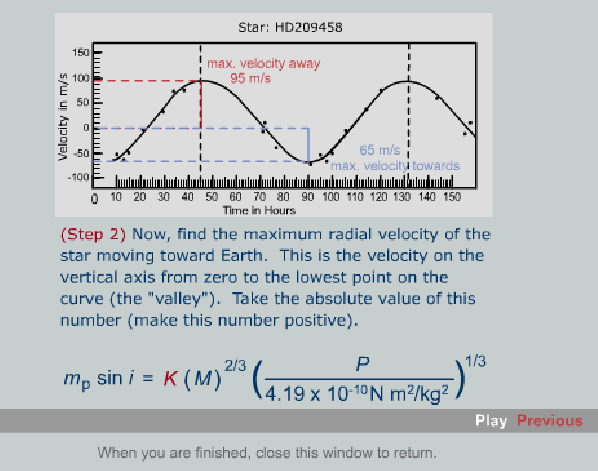 Star: HD209458
150
100
50
0
-50
-100
Velocity in m/s
max. velocity away
95 m/s
65 m/s
max. velocity towards
0 10 20 30 40 50 60 70 80 90 100 110 120 130 140 150
Time in Hours
(Step 2) Now, find the maximum radial velocity of the
star moving toward Earth. This is the velocity on the
vertical axis from zero to the lowest point on the
curve (the "valley"). Take the absolute value of this
number (make this number positive).
mp sin i = K (M)^2/3 (P / 4.19 x 10^-10 N m^2/kg^2)^1/3
Play Previous
When you are finished, close this window to return.